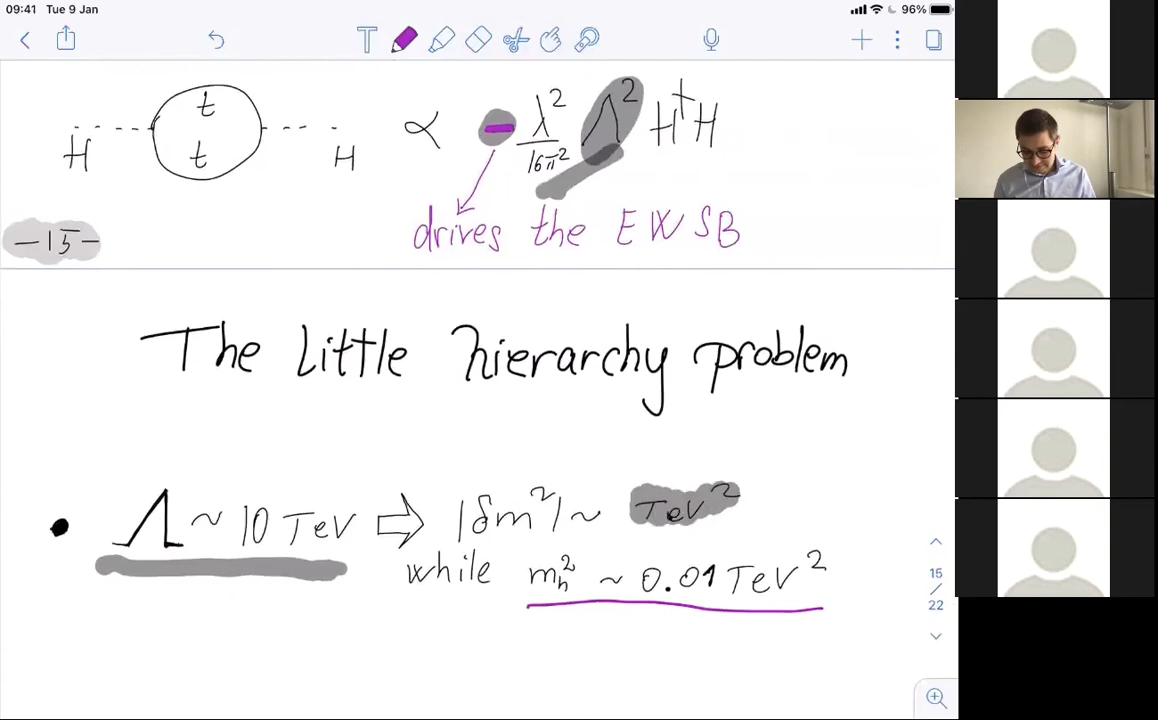 09:41 Tue 9 Jan 96%
t
H t H ∝ − λ²/16π² Λ² H†H
drives the EWSB
-15-
The little hierarchy problem
• Λ ~ 10 TeV ⇒ |δm²| ~ TeV²
while m_h² ~ 0.01 TeV²
15
/
22